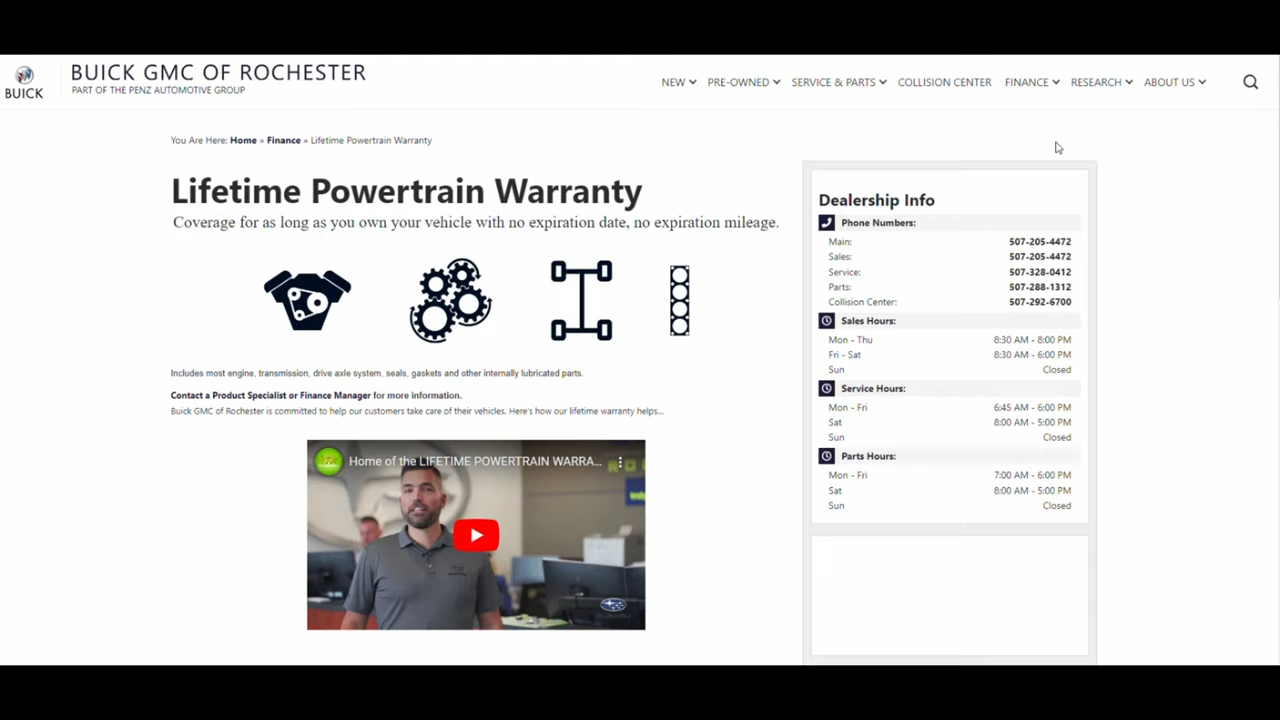 BUICK GMC OF ROCHESTER
PART OF THE PENZ AUTOMOTIVE GROUP
BUICK
NEW PRE-OWNED SERVICE & PARTS COLLISION CENTER FINANCE RESEARCH ABOUT US
You Are Here: Home » Finance » Lifetime Powertrain Warranty
Lifetime Powertrain Warranty
Coverage for as long as you own your vehicle with no expiration date, no expiration mileage.
Includes most engine, transmission, drive axle system, seals, gaskets and other internally lubricated parts.
Contact a Product Specialist or Finance Manager for more information.
Buick GMC of Rochester is committed to help our customers take care of their vehicles. Here's how our lifetime warranty helps...
Home of the LIFETIME POWERTRAIN WARRA...
Dealership Info
Phone Numbers:
Main: 507-205-4472
Sales: 507-205-4472
Service: 507-328-0412
Parts: 507-288-1312
Collision Center: 507-292-6700
Sales Hours:
Mon - Thu 8:30 AM - 8:00 PM
Fri - Sat 8:30 AM - 6:00 PM
Sun Closed
Service Hours:
Mon - Fri 6:45 AM - 6:00 PM
Sat 8:00 AM - 5:00 PM
Sun Closed
Parts Hours:
Mon - Fri 7:00 AM - 6:00 PM
Sat 8:00 AM - 5:00 PM
Sun Closed